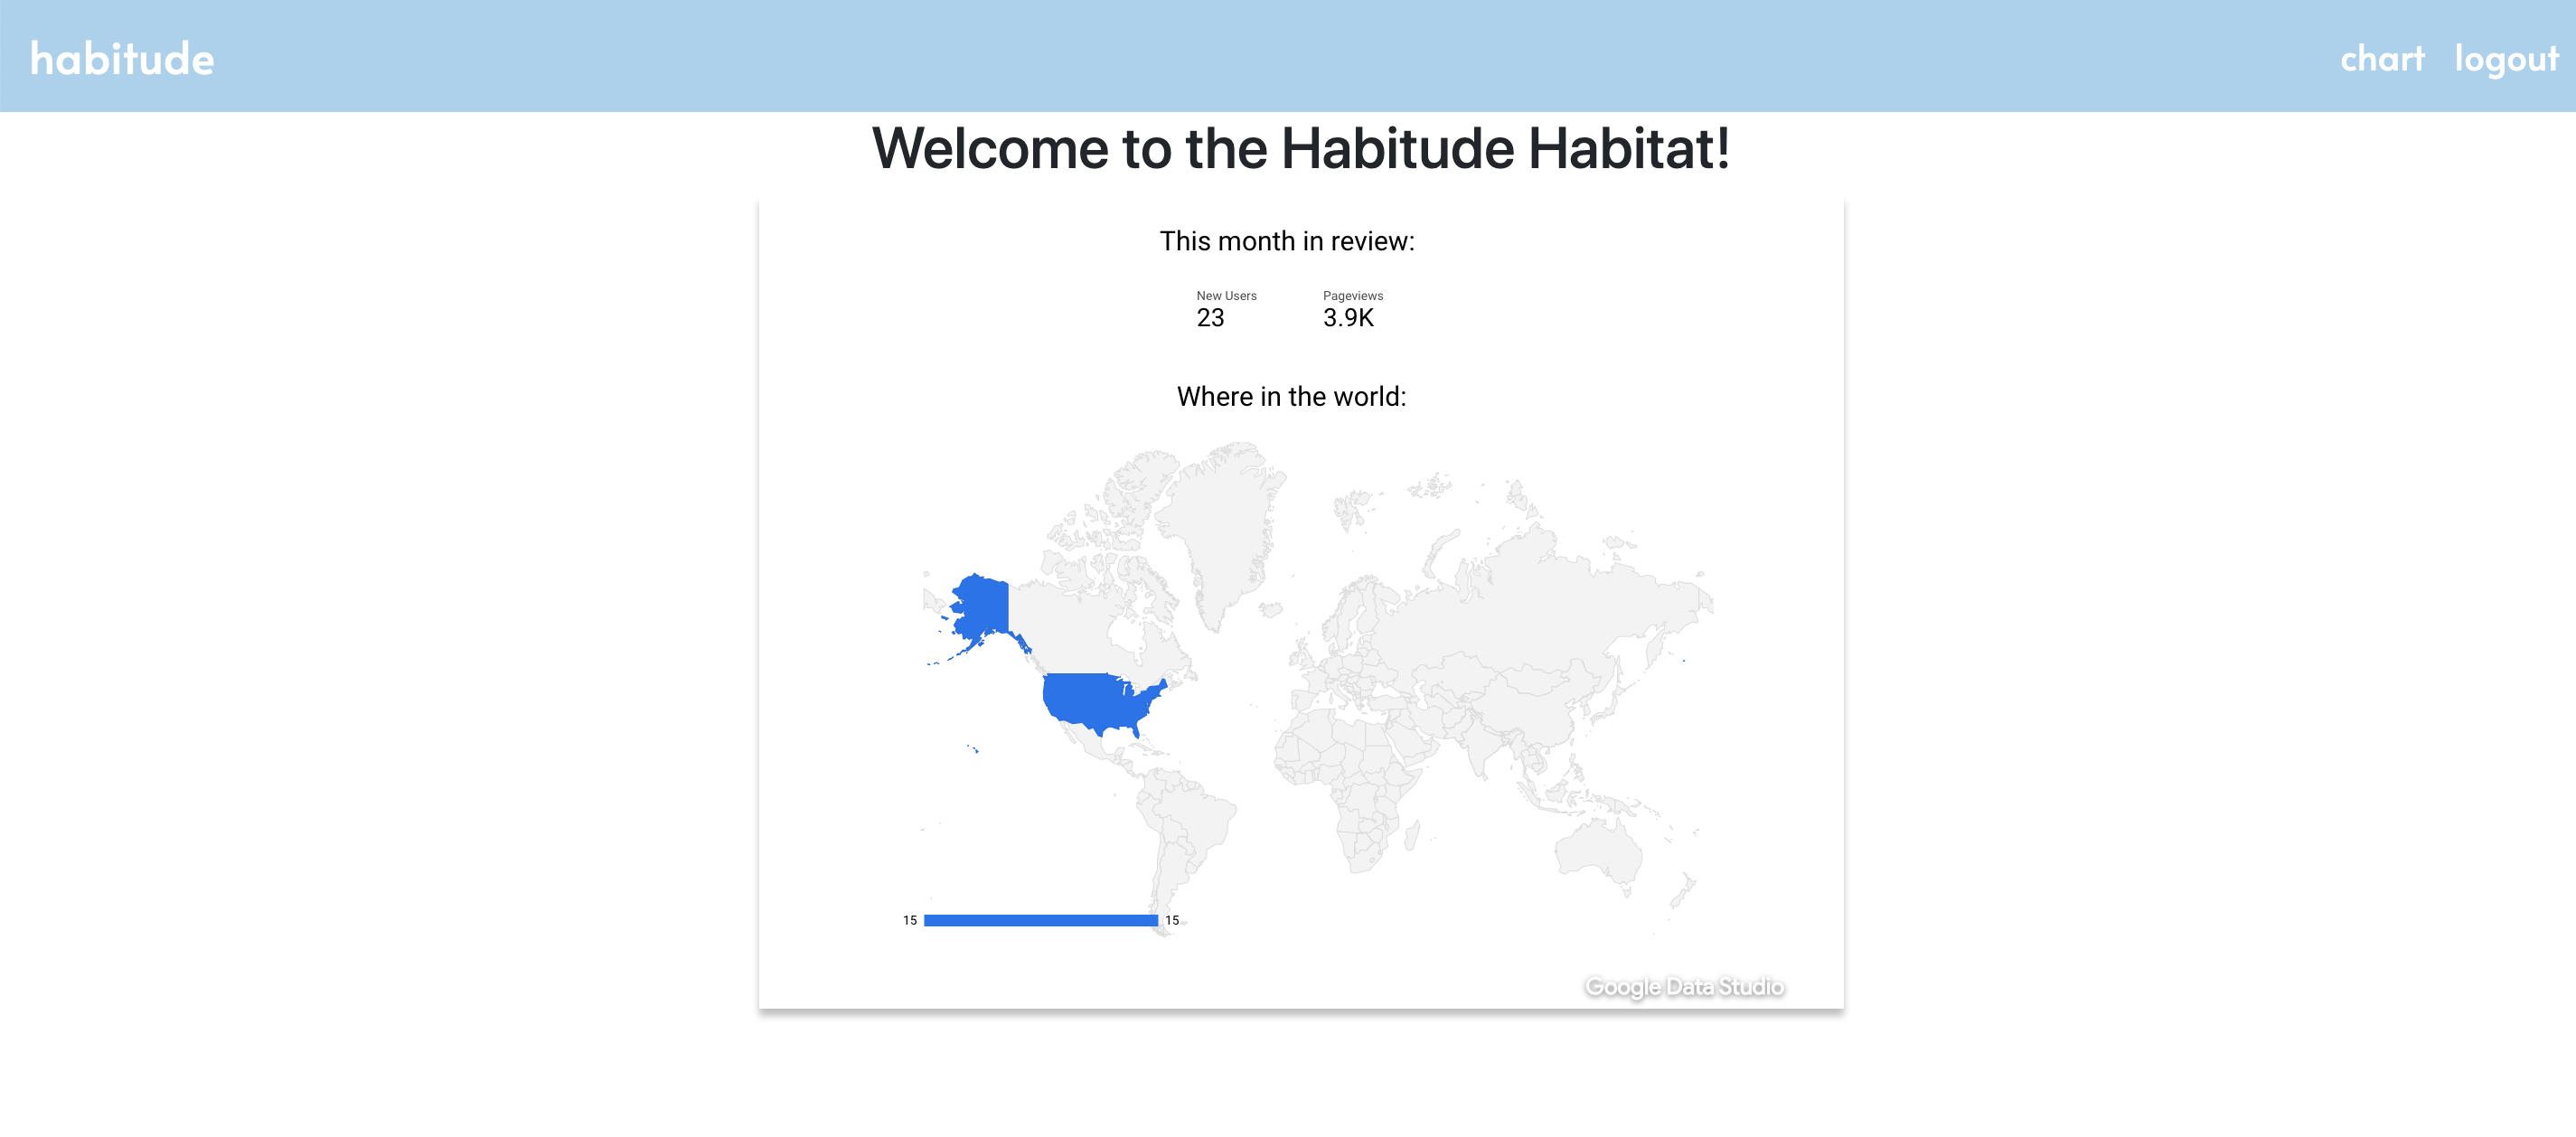 habitude
chart logout
Welcome to the Habitude Habitat!
This month in review:
New Users Pageviews
23 3.9K
Where in the world:
15 15
Google Data Studio